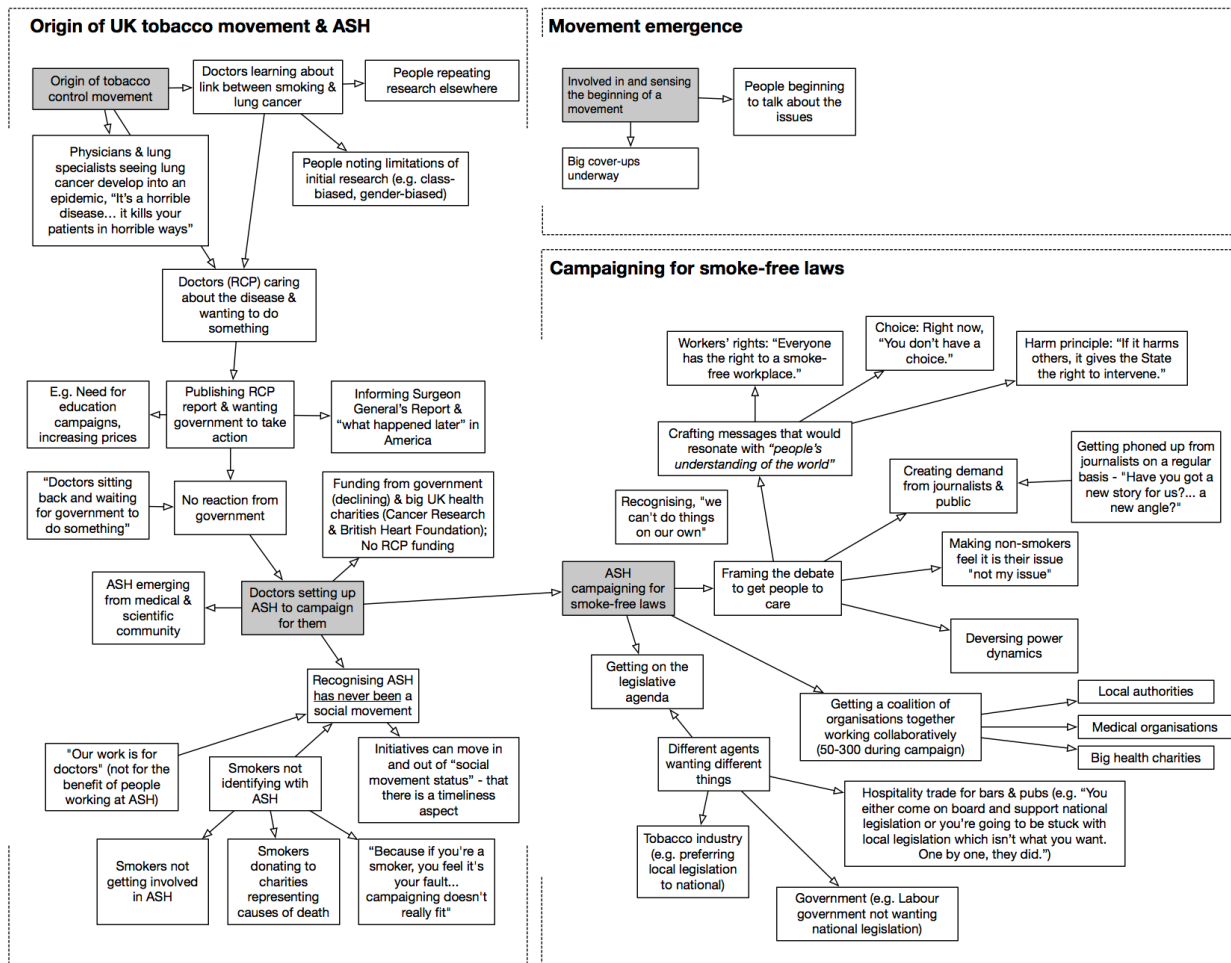 Origin of UK tobacco movement & ASH
Origin of tobacco
control movement
Doctors learning about
link between smoking &
lung cancer
People repeating
research elsewhere
Physicians & lung
specialists seeing lung
cancer develop into an
epidemic, “It’s a horrible
disease… it kills your
patients in horrible ways”
People noting limitations of
initial research (e.g. class-
biased, gender-biased)
Doctors (RCP) caring
about the disease &
wanting to do
something
E.g. Need for
education
campaigns,
increasing prices
Publishing RCP
report & wanting
government to take
action
Informing Surgeon
General’s Report &
“what happened later” in
America
“Doctors sitting
back and waiting
for government to
do something”
No reaction from
government
Funding from government
(declining) & big UK health
charities (Cancer Research
& British Heart Foundation);
No RCP funding
ASH emerging
from medical &
scientific
community
Doctors setting up
ASH to campaign
for them
Recognising ASH
has never been a
social movement
"Our work is for
doctors" (not for the
benefit of people
working at ASH)
Smokers not
identifying wtih
ASH
Initiatives can move in
and out of “social
movement status” - that
there is a timeliness
aspect
Smokers not
getting involved
in ASH
Smokers
donating to
charities
representing
causes of death
“Because if you're a
smoker, you feel it's
your fault...
campaigning doesn't
really fit"
Movement emergence
Involved in and sensing
the beginning of a
movement
People beginning
to talk about the
issues
Big cover-ups
underway
Campaigning for smoke-free laws
Workers’ rights: “Everyone
has the right to a smoke-
free workplace.”
Choice: Right now,
“You don’t have a
choice.”
Harm principle: “If it harms
others, it gives the State
the right to intervene.”
Crafting messages that would
resonate with “people’s
understanding of the world”
Creating demand
from journalists &
public
Getting phoned up from
journalists on a regular
basis - "Have you got a
new story for us?... a
new angle?"
Recognising, "we
can't do things
on our own"
ASH
campaigning for
smoke-free laws
Framing the debate
to get people to
care
Making non-smokers
feel it is their issue
"not my issue"
Deversing power
dynamics
Getting on the
legislative
agenda
Getting a coalition of
organisations together
working collaboratively
(50-300 during campaign)
Local authorities
Medical organisations
Big health charities
Different agents
wanting different
things
Hospitality trade for bars & pubs (e.g. “You
either come on board and support national
legislation or you’re going to be stuck with
local legislation which isn’t what you want.
One by one, they did.”)
Tobacco industry
(e.g. preferring
local legislation
to national)
Government (e.g. Labour
government not wanting
national legislation)